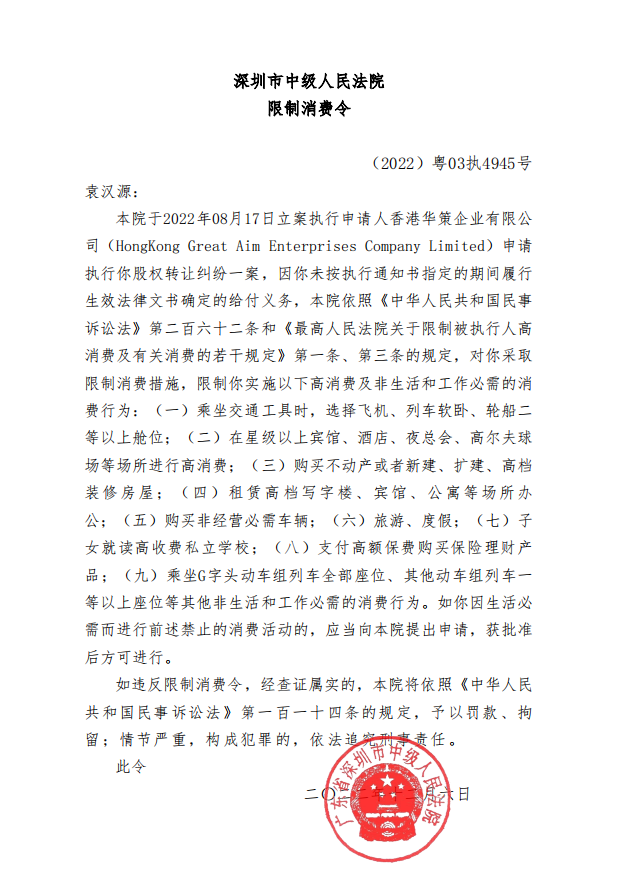 深圳市中级人民法院
限制消费令
（2022）粤03执4945号
袁汉源：
本院于2022年08月17日立案执行申请人香港华策企业有限公
司（HongKong Great Aim Enterprises Company Limited）申请
执行你股权转让纠纷一案，因你未按执行通知书指定的期间履行
生效法律文书确定的给付义务，本院依照《中华人民共和国民事
诉讼法》第二百六十二条和《最高人民法院关于限制被执行人高
消费及有关消费的若干规定》第一条、第三条的规定，对你采取
限制消费措施，限制你实施以下高消费及非生活和工作必需的消
费行为：（一）乘坐交通工具时，选择飞机、列车软卧、轮船二
等以上舱位；（二）在星级以上宾馆、酒店、夜总会、高尔夫球
场等场所进行高消费；（三）购买不动产或者新建、扩建、高档
装修房屋；（四）租赁高档写字楼、宾馆、公寓等场所办
公；（五）购买非经营必需车辆；（六）旅游、度假；（七）子
女就读高收费私立学校；（八）支付高额保费购买保险理财产
品；（九）乘坐G字头动车组列车全部座位、其他动车组列车一
等以上座位等其他非生活和工作必需的消费行为。如你因生活必
需而进行前述禁止的消费活动的，应当向本院提出申请，获批准
后方可进行。
如违反限制消费令，经查证属实的，本院将依照《中华人民
共和国民事诉讼法》第一百一十四条的规定，予以罚款、拘
留；情节严重，构成犯罪的，依法追究刑事责任。
此令
二〇二二年十二月六日
广东省深圳市中级人民法院